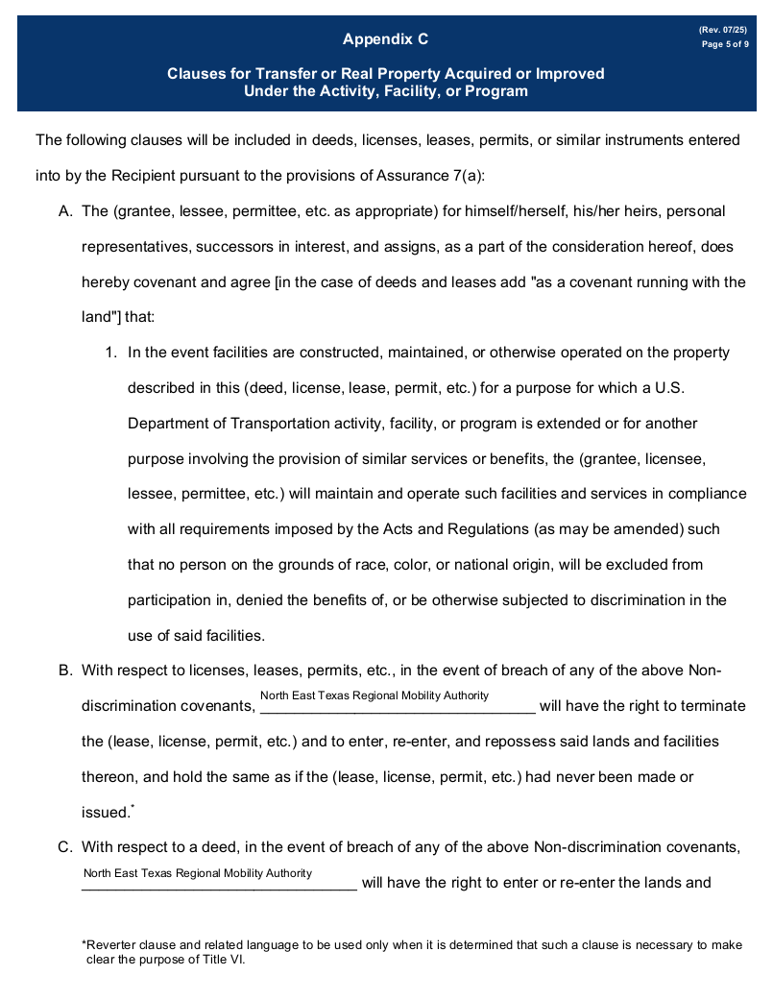 (Rev. 07/25)
Page 5 of 9
Appendix C
Clauses for Transfer or Real Property Acquired or Improved
Under the Activity, Facility, or Program
The following clauses will be included in deeds, licenses, leases, permits, or similar instruments entered
into by the Recipient pursuant to the provisions of Assurance 7(a):
A. The (grantee, lessee, permittee, etc. as appropriate) for himself/herself, his/her heirs, personal
representatives, successors in interest, and assigns, as a part of the consideration hereof, does
hereby covenant and agree [in the case of deeds and leases add "as a covenant running with the
land"] that:
1. In the event facilities are constructed, maintained, or otherwise operated on the property
described in this (deed, license, lease, permit, etc.) for a purpose for which a U.S.
Department of Transportation activity, facility, or program is extended or for another
purpose involving the provision of similar services or benefits, the (grantee, licensee,
lessee, permittee, etc.) will maintain and operate such facilities and services in compliance
with all requirements imposed by the Acts and Regulations (as may be amended) such
that no person on the grounds of race, color, or national origin, will be excluded from
participation in, denied the benefits of, or be otherwise subjected to discrimination in the
use of said facilities.
B. With respect to licenses, leases, permits, etc., in the event of breach of any of the above Non-
discrimination covenants, North East Texas Regional Mobility Authority will have the right to terminate
the (lease, license, permit, etc.) and to enter, re-enter, and repossess said lands and facilities
thereon, and hold the same as if the (lease, license, permit, etc.) had never been made or
issued.*
C. With respect to a deed, in the event of breach of any of the above Non-discrimination covenants,
North East Texas Regional Mobility Authority will have the right to enter or re-enter the lands and
*Reverter clause and related language to be used only when it is determined that such a clause is necessary to make
clear the purpose of Title VI.